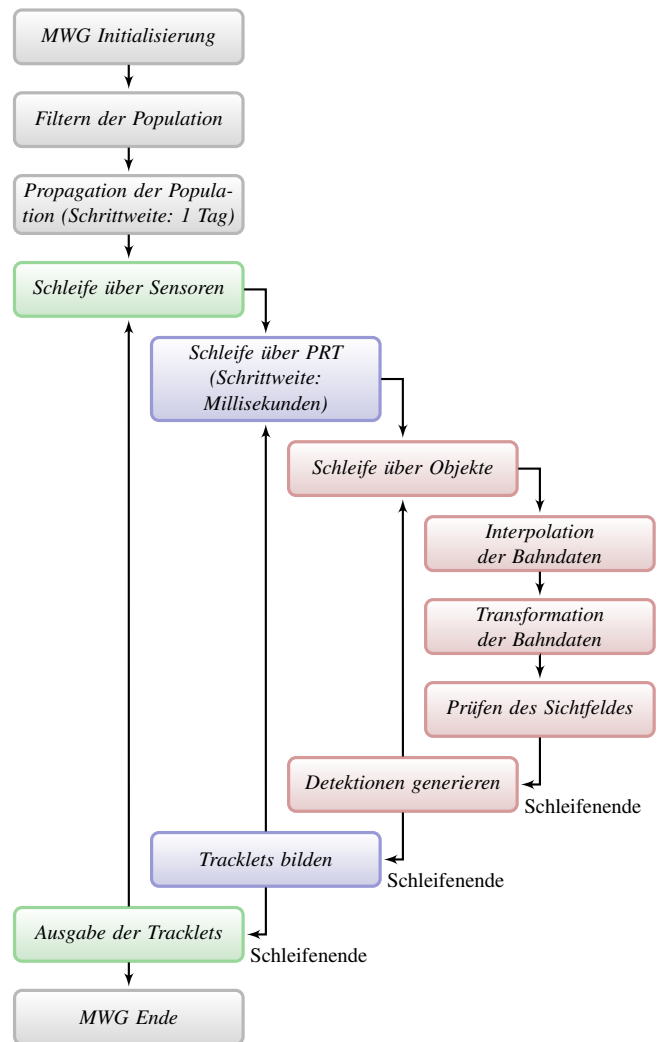 MWG Initialisierung
Filtern der Population
Propagation der Popula-
tion (Schrittweite: 1 Tag)
Schleife über Sensoren
Schleife über PRT
(Schrittweite:
Millisekunden)
Schleife über Objekte
Interpolation
der Bahndaten
Transformation
der Bahndaten
Prüfen des Sichtfeldes
Detektionen generieren
Schleifenende
Tracklets bilden
Schleifenende
Ausgabe der Tracklets
Schleifenende
MWG Ende